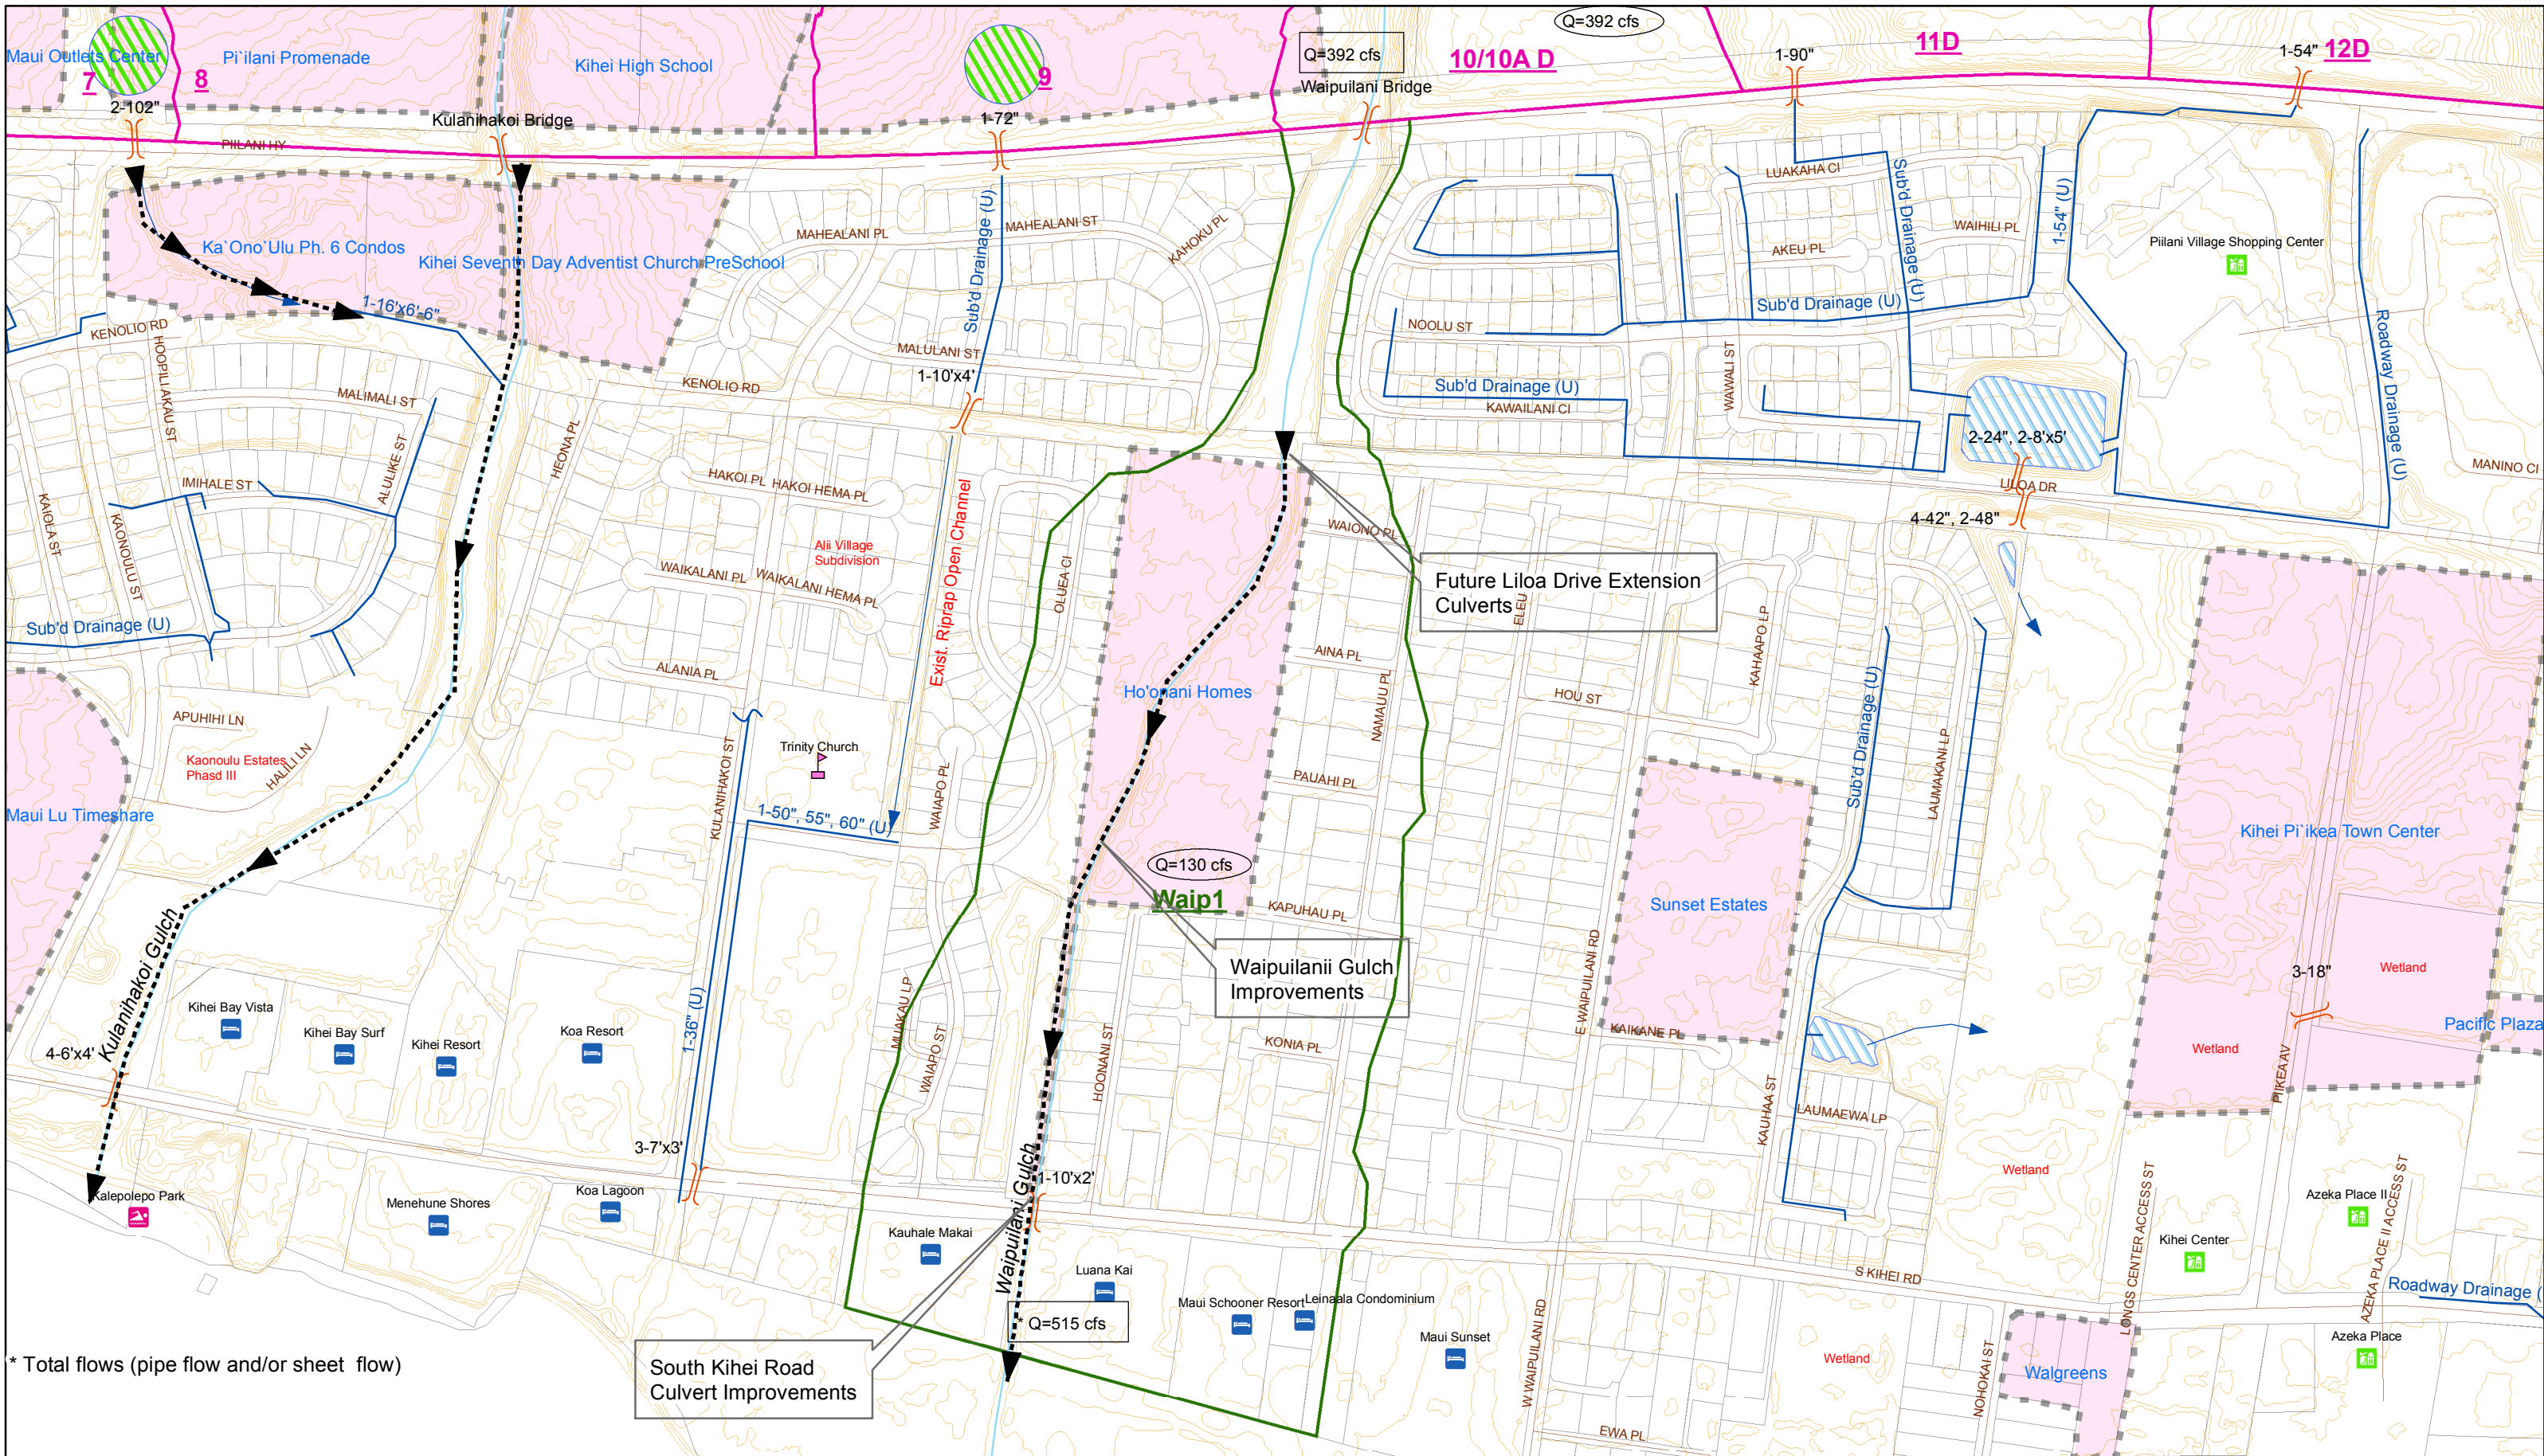 Q=392 cfs
Q=392 cfs
10/10A D
11D
1-90"
1-54"
12D
Maui Outlets Center
7
8
Pi`ilani Promenade
Kihei High School
9
2-102"
Kulanihakoi Bridge
1-72"
Waipuilani Bridge
PIILANI HY
Ka`Ono`Ulu Ph. 6 Condos
Kihei Seventh Day Adventist Church PreSchool
1-16'x6'-6"
MAHEALANI PL
MAHEALANI ST
KAHOKU PL
Sub'd Drainage (U)
MALULANI ST
1-10'x4'
KENOLIO RD
KENOLIO RD
HOOPILI AKAU ST
MALIMALI ST
ALULIKE ST
IMIHALE ST
KAIOLA ST
KAONOULU ST
HEONA PL
HAKOI PL
HAKOI HEMA PL
Alii Village
Subdivision
WAIKALANI PL
WAIKALANI HEMA PL
ALANIA PL
Exist. Riprap Open Channel
OLUEA CI
Sub'd Drainage (U)
APUHIHI LN
HALILI LN
Kaonoulu Estates
Phasd III
Maui Lu Timeshare
Trinity Church
KULANIHAKOI ST
1-50", 55", 60" (U)
WAIAPO PL
1-36" (U)
MUAKAU LP
WAIAPO ST
LUAKAHA CI
Sub'd Drainage (U)
WAIHILI PL
AKEU PL
1-54" (U)
Piilani Village Shopping Center
Sub'd Drainage (U)
NOOLU ST
WAWALI ST
Sub'd Drainage (U)
KAWAILANI CI
Roadway Drainage (U)
MANINO CI
2-24", 2-8'x5'
ULOA DR
4-42", 2-48"
WAIONO PL
Future Liloa Drive Extension
Culverts
ELEU
KAHAAPO LP
AINA PL
HOU ST
NAMAUU PL
Ho'onani Homes
PAUAHI PL
Q=130 cfs
Waip1
KAPUHAU PL
Waipuilanii Gulch
Improvements
KONIA PL
HOONANI ST
E WAIPUILANI RD
Sunset Estates
KAIKANE PL
Sub'd Drainage (U)
LAUMAKANI LP
KAUHAA ST
LAUMAEWA LP
Kihei Pi`ikea Town Center
Wetland
3-18"
Wetland
Pacific Plaza
PIIKEA AV
Wetland
Kulanihakoi Gulch
4-6'x4'
Kihei Bay Vista
Kihei Bay Surf
Kihei Resort
Koa Resort
3-7'x3'
Kalepolepo Park
Menehune Shores
Koa Lagoon
Kauhale Makai
Waipuilani Gulch
1-10'x2'
Luana Kai
Maui Schooner Resort
Leinaala Condominium
* Q=515 cfs
Maui Sunset
W WAIPUILANI RD
EWA PL
S KIHEI RD
Wetland
NOHOKAI ST
Walgreens
LONGS CENTER ACCESS ST
Kihei Center
Azeka Place II
AZEKA PLACE II ACCESS ST
Roadway Drainage (
Azeka Place
South Kihei Road
Culvert Improvements
* Total flows (pipe flow and/or sheet flow)